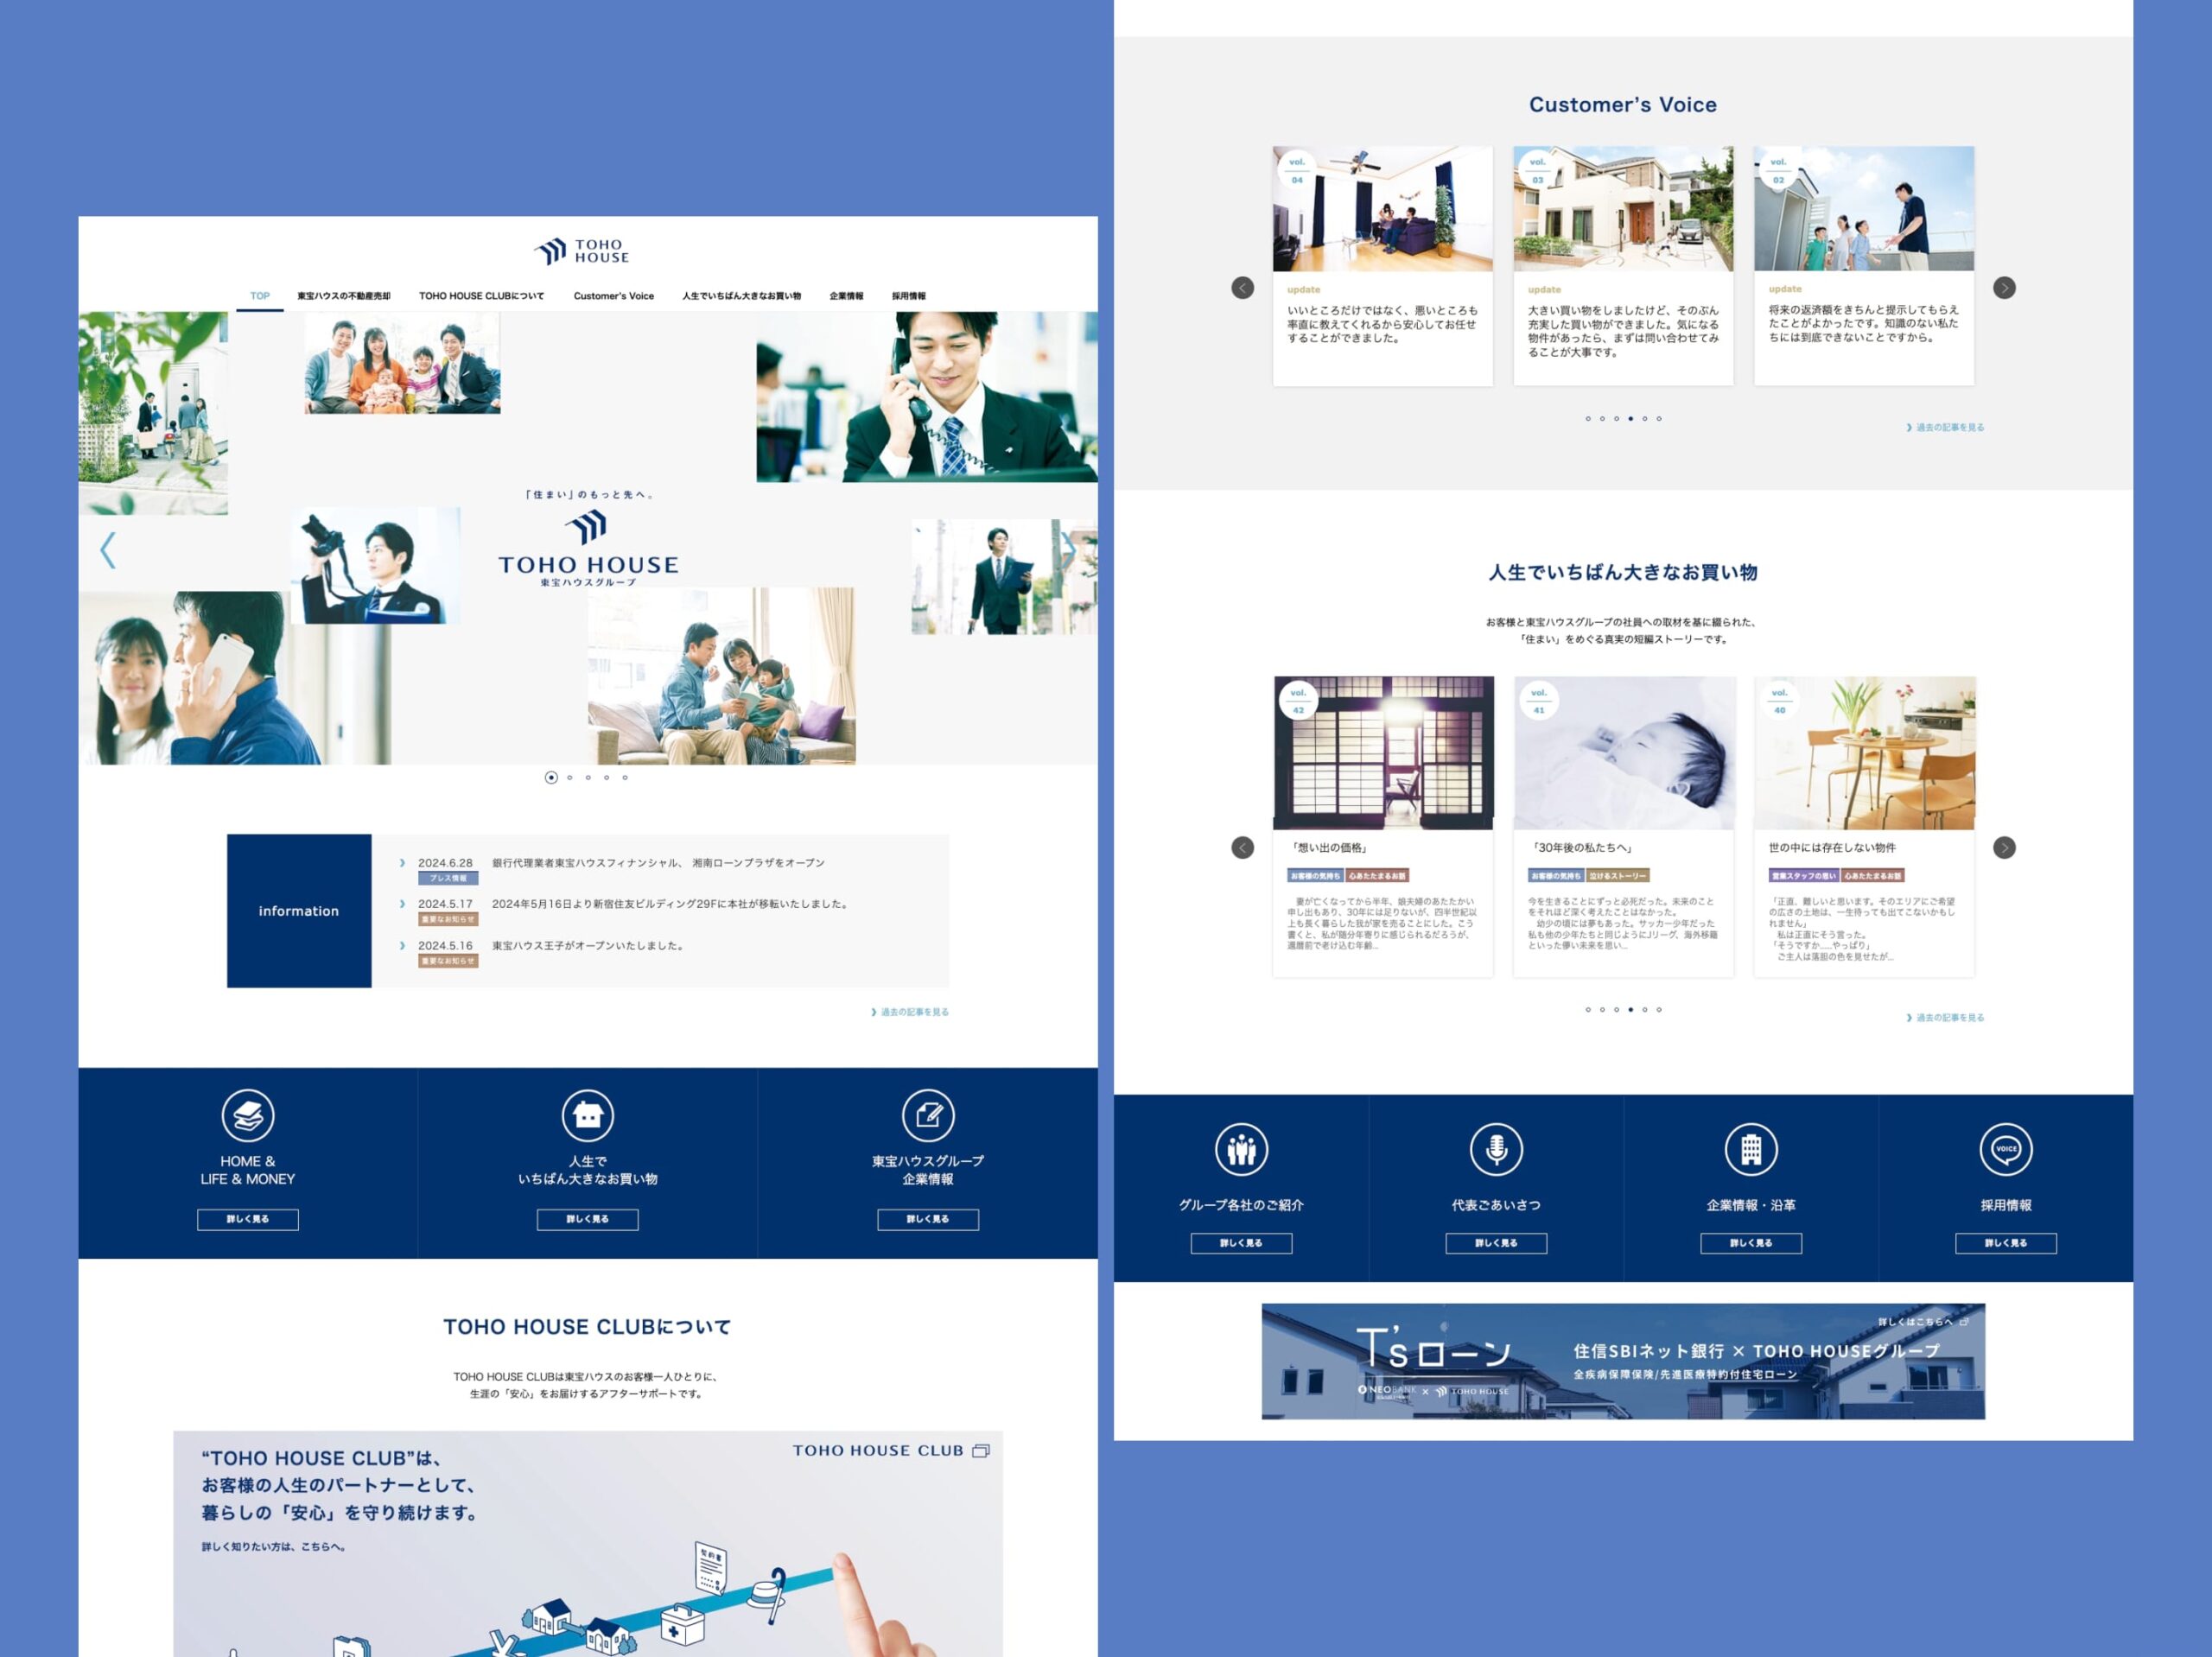 TOHO
HOUSE
TOP 東宝ハウスの不動産売却 TOHO HOUSE CLUBについて Customer's Voice 人生でいちばん大きなお買い物 企業情報 採用情報
「住まい」のもっと先へ。
TOHO HOUSE
東宝ハウスグループ
information
2024.6.28 銀行代理業者東宝ハウスフィナンシャル、 湘南ローンプラザをオープン
プレス情報
2024.5.17 2024年5月16日より新宿住友ビルディング29Fに本社が移転いたしました。
重要なお知らせ
2024.5.16 東宝ハウス王子がオープンいたしました。
重要なお知らせ
過去の記事を見る
HOME &
LIFE & MONEY
詳しく見る
人生で
いちばん大きなお買い物
詳しく見る
東宝ハウスグループ
企業情報
詳しく見る
TOHO HOUSE CLUBについて
TOHO HOUSE CLUBは東宝ハウスのお客様一人ひとりに、
生涯の「安心」をお届けするアフターサポートです。
TOHO HOUSE CLUB
“TOHO HOUSE CLUB”は、
お客様の人生のパートナーとして、
暮らしの「安心」を守り続けます。
詳しく知りたい方は、こちらへ。
契約書
Customer’s Voice
vol.
04
update
いいところだけではなく、悪いところも
率直に教えてくれるから安心してお任せ
することができました。
vol.
03
update
大きい買い物をしましたけど、そのぶん
充実した買い物ができました。気になる
物件があったら、まずは問い合わせてみ
ることが大事です。
vol.
02
update
将来の返済額をきちんと提示してもらえ
たことがよかったです。知識のない私た
ちには到底できないことですから。
過去の記事を見る
人生でいちばん大きなお買い物
お客様と東宝ハウスグループの社員への取材を基に綴られた、
「住まい」をめぐる真実の短編ストーリーです。
vol.
42
「想い出の価格」
お客様の気持ち 心あたたまるお話
妻が亡くなってから半年、娘夫婦のあたたかい
申し出もあり、30年には足りないが、四半世紀以
上も長く暮らした我が家を売ることにした。こう
書くと、私が随分年寄りに感じられるだろうが、
還暦前で老け込む年齢...
vol.
41
「30年後の私たちへ」
お客様の気持ち 泣けるストーリー
今を生きることにずっと必死だった。未来のこと
をそれほど深く考えたことはなかった。
幼少の頃には夢もあった。サッカー少年だった
私も他の少年たちと同じようにJリーグ、海外移籍
といった儚い未来を思い...
vol.
40
世の中には存在しない物件
営業スタッフの思い 心あたたまるお話
「正直、難しいと思います。そのエリアにご希望
の広さの土地は、一生待っても出てこないかもし
れません」
私は正直にそう言った。
「そうですか……やっぱり」
ご主人は落胆の色を見せたが...
過去の記事を見る
グループ各社のご紹介
詳しく見る
代表ごあいさつ
詳しく見る
企業情報・沿革
詳しく見る
VOICE
採用情報
詳しく見る
詳しくはこちらへ
T'sローン
NEOBANK × TOHO HOUSE
住信SBIネット銀行 × TOHO HOUSEグループ
全疾病保障保険/先進医療特約付住宅ローン